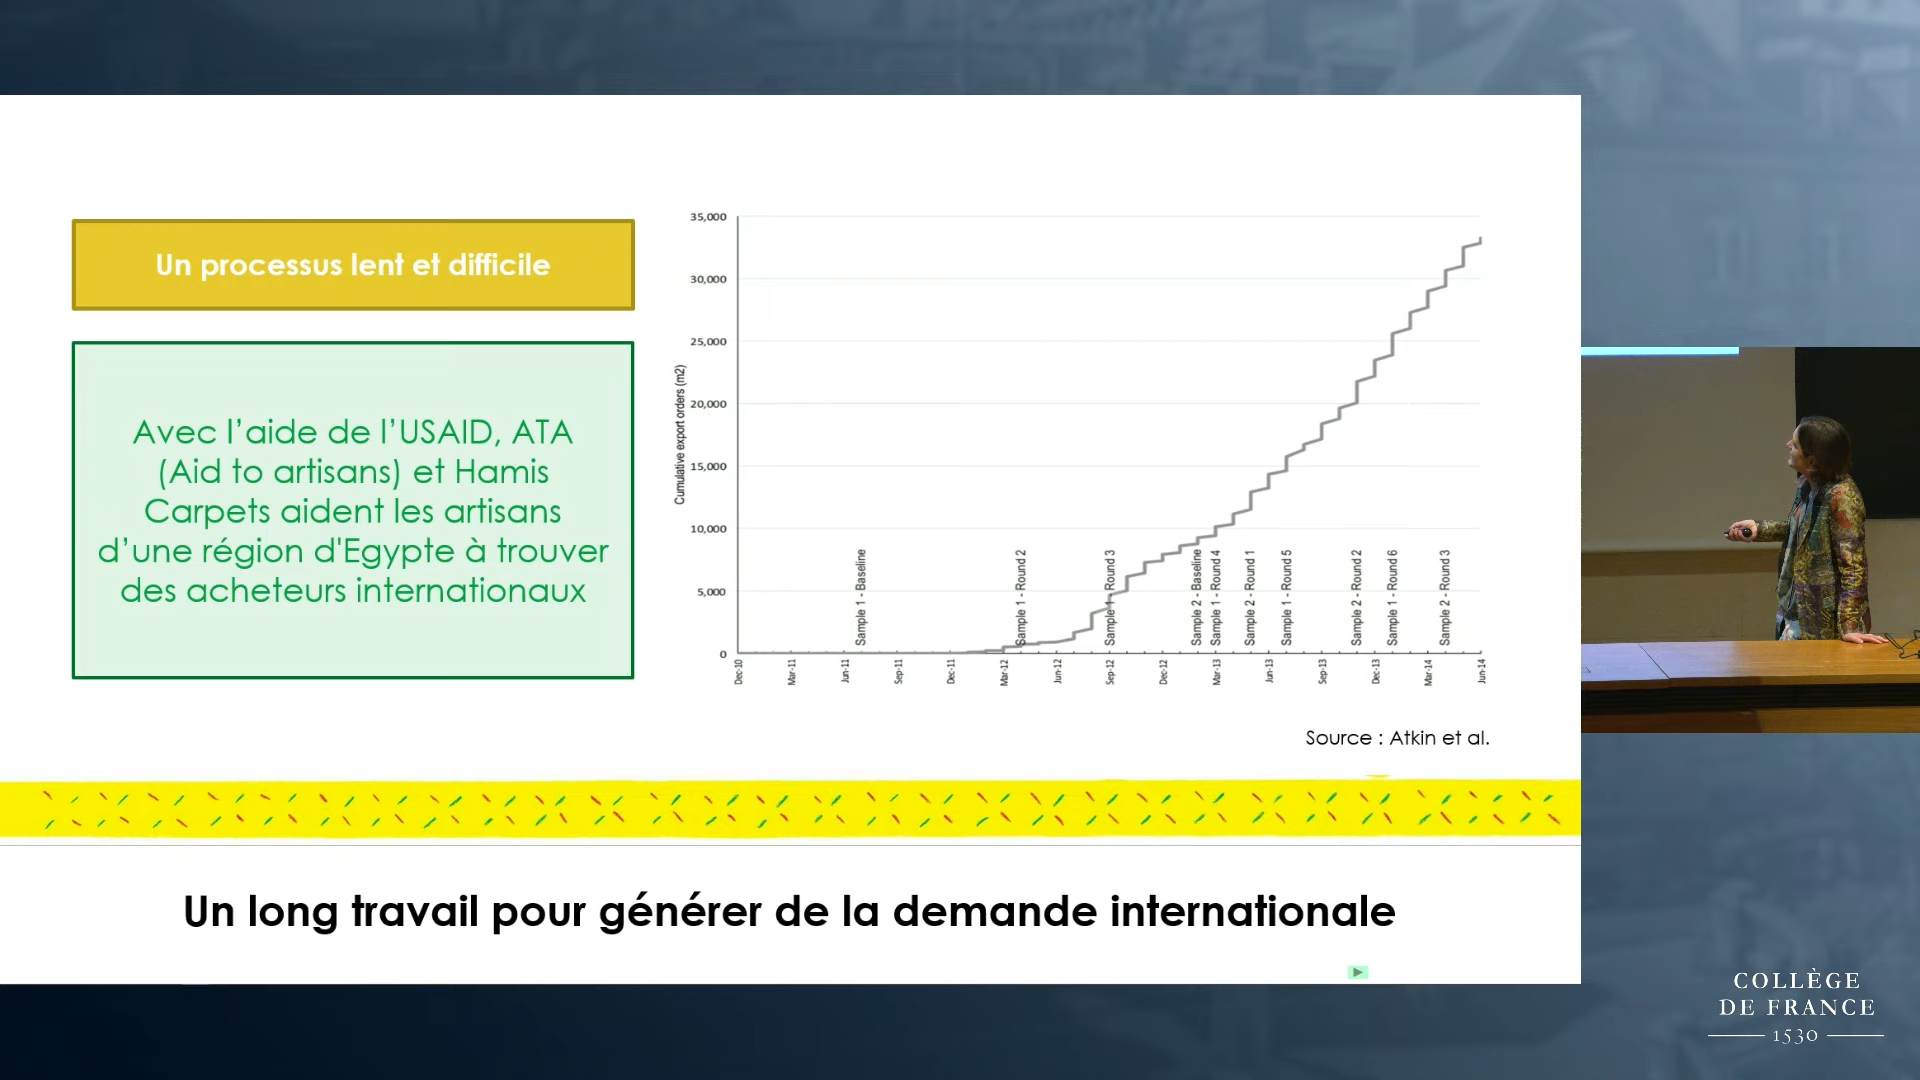 Un processus lent et difficile
Avec l’aide de l’USAID, ATA
(Aid to artisans) et Hamis
Carpets aident les artisans
d’une région d'Egypte à trouver
des acheteurs internationaux
Cumulative export orders (m2)
35,000
30,000
25,000
20,000
15,000
10,000
5,000
0
Sample 1 - Baseline
Sample 1 - Round 2
Sample 1 - Round 3
Sample 2 - Baseline
Sample 1 - Round 4
Sample 2 - Round 1
Sample 1 - Round 5
Sample 2 - Round 2
Sample 1 - Round 6
Sample 2 - Round 3
Dec-10
Mar-11
Jun-11
Sep-11
Dec-11
Mar-12
Jun-12
Sep-12
Dec-12
Mar-13
Jun-13
Sep-13
Dec-13
Mar-14
Jun-14
Source : Atkin et al.
Un long travail pour générer de la demande internationale
COLLÈGE
DE FRANCE
1530